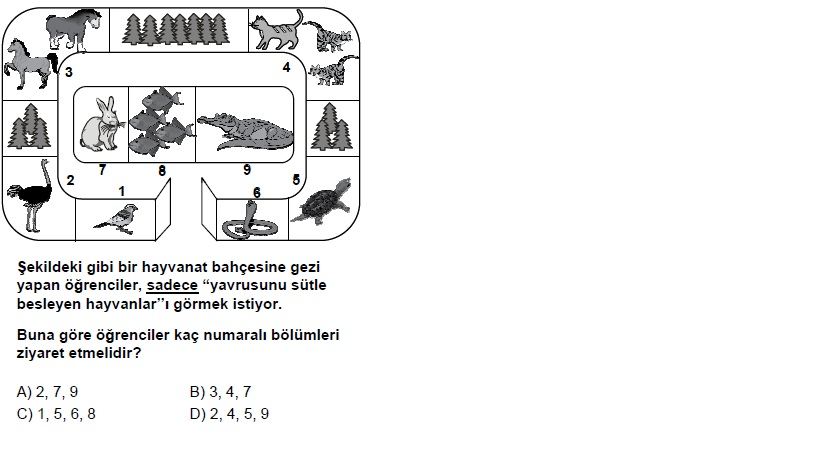 3
4
7
8
9
2
1
6
5
Şekildeki gibi bir hayvanat bahçesine gezi
yapan öğrenciler, sadece “yavrusunu sütle
besleyen hayvanlar’’ı görmek istiyor.
Buna göre öğrenciler kaç numaralı bölümleri
ziyaret etmelidir?
A) 2, 7, 9
B) 3, 4, 7
C) 1, 5, 6, 8
D) 2, 4, 5, 9